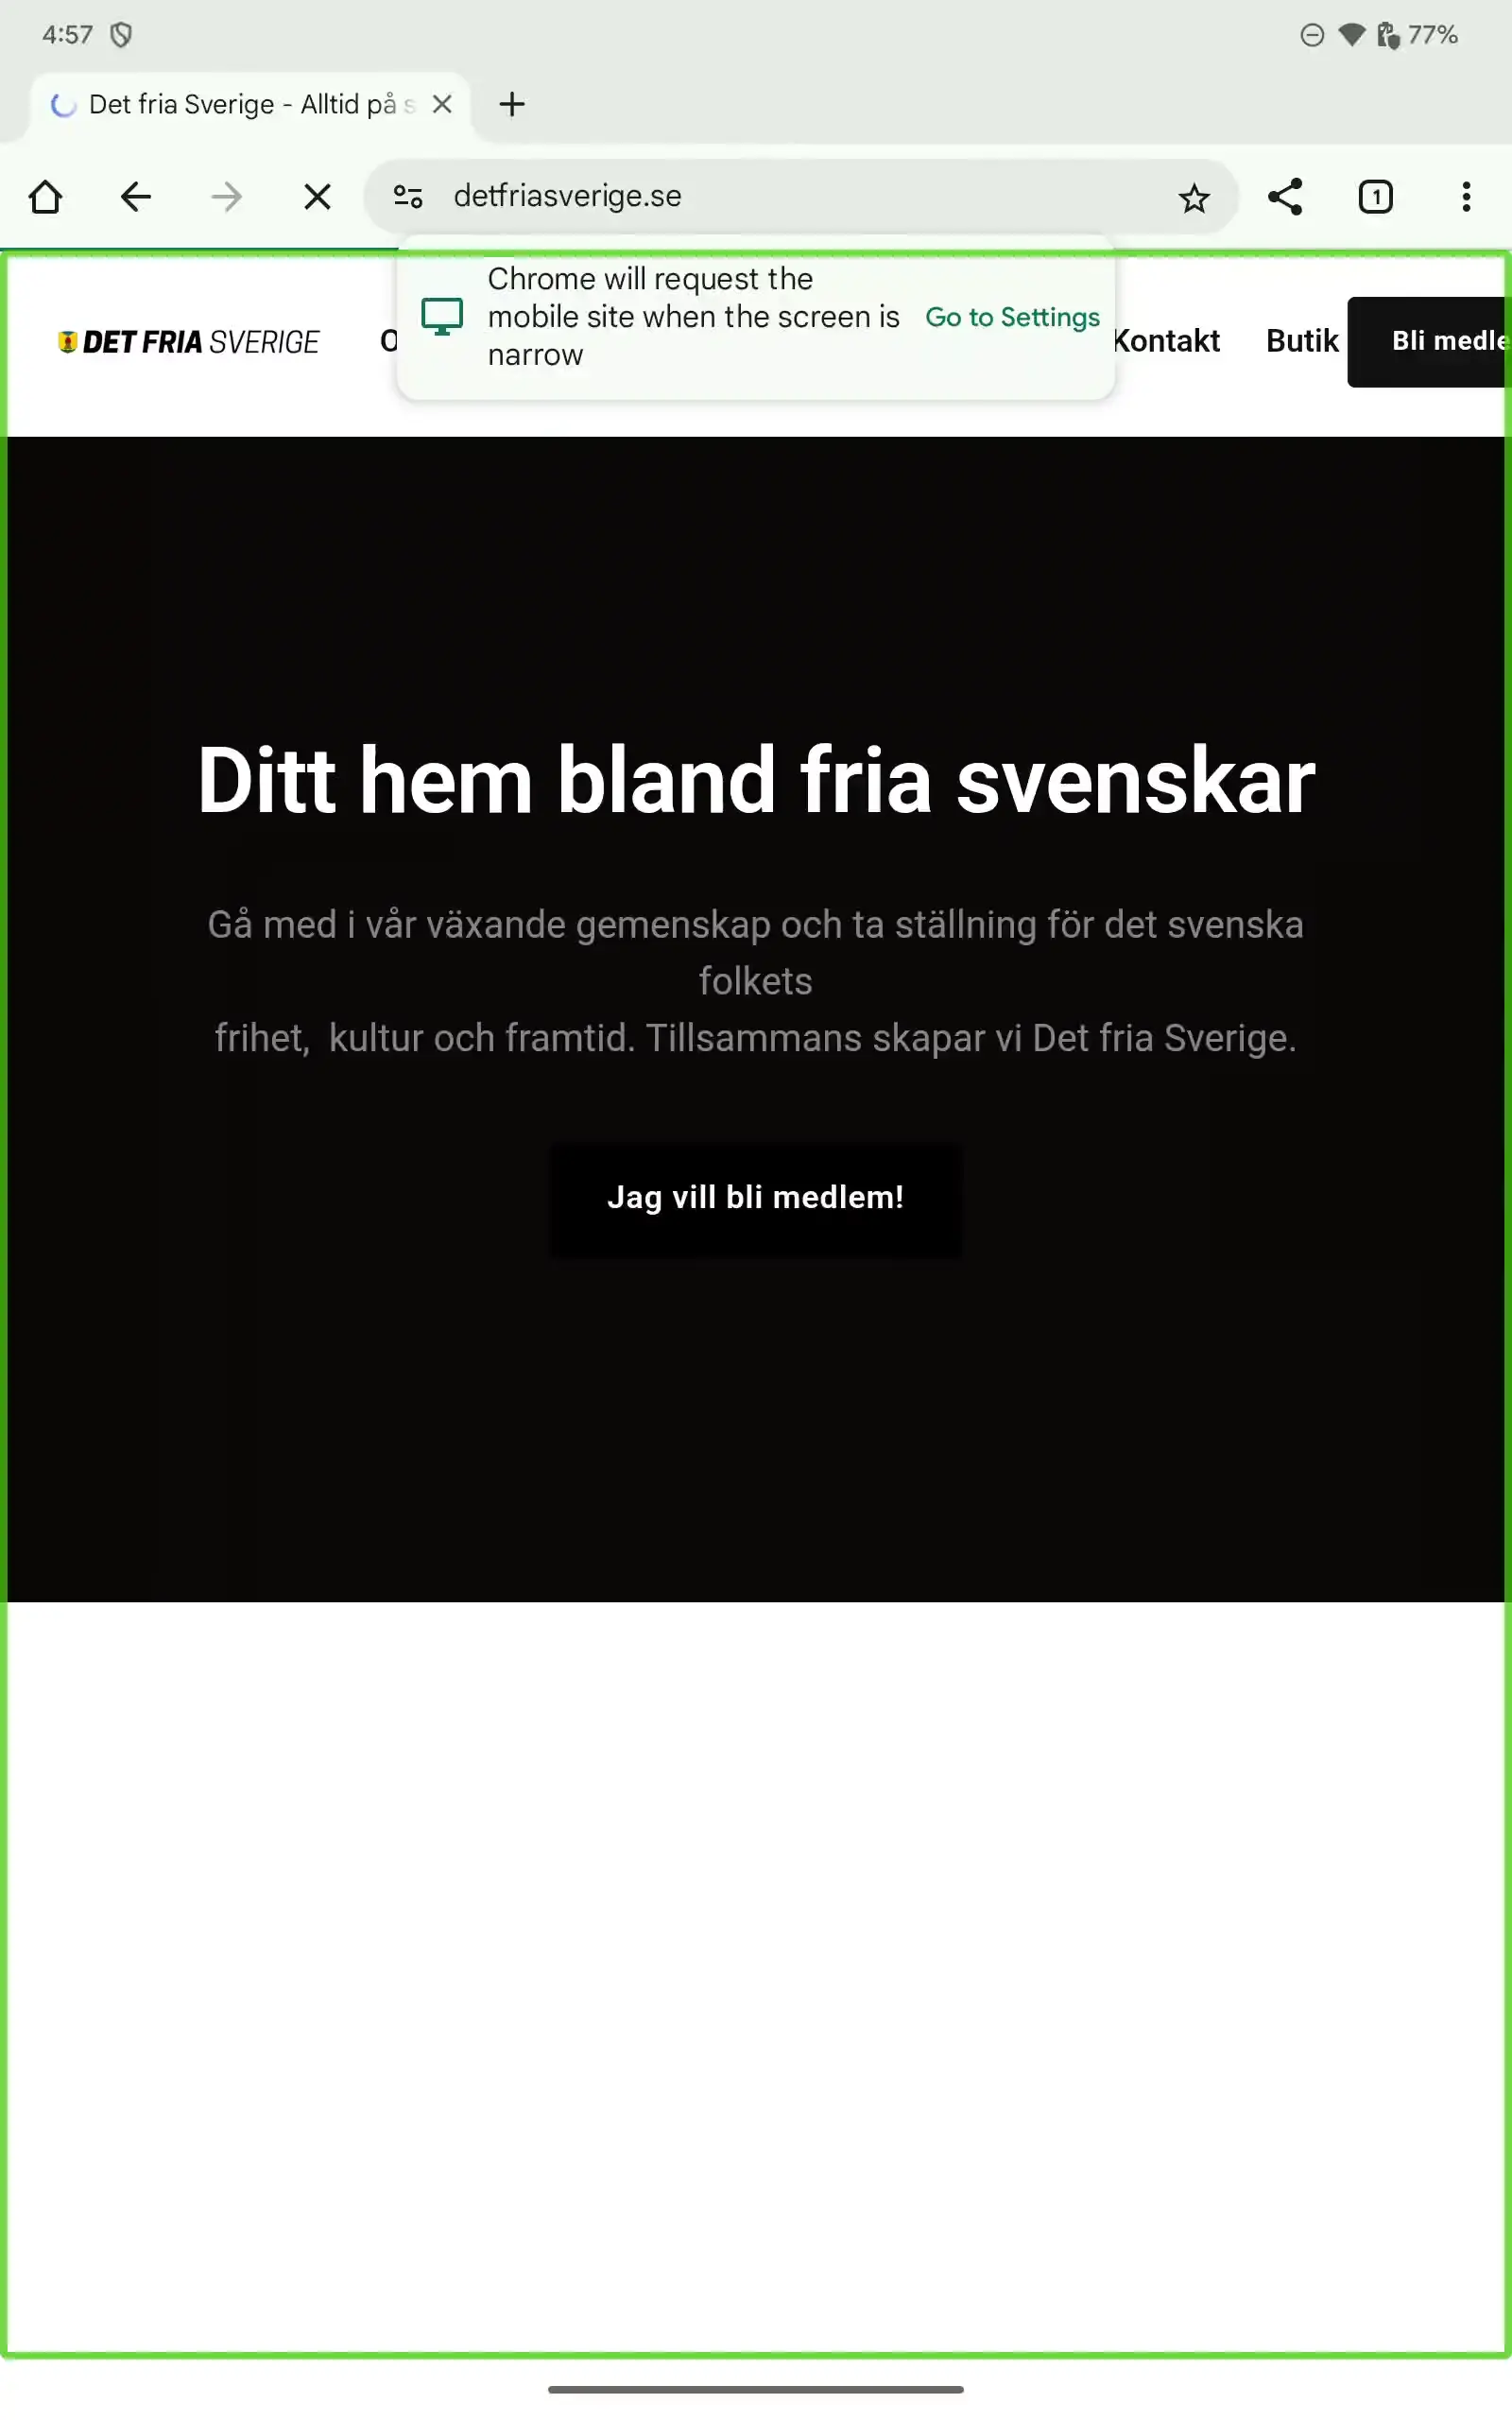 4:57
77%
Det fria Sverige - Alltid på s
detfriasverige.se
1
Chrome will request the
mobile site when the screen is
narrow
Go to Settings
DET FRIA SVERIGE
Kontakt
Butik
Bli medle
Ditt hem bland fria svenskar
Gå med i vår växande gemenskap och ta ställning för det svenska
folkets
frihet, kultur och framtid. Tillsammans skapar vi Det fria Sverige.
Jag vill bli medlem!